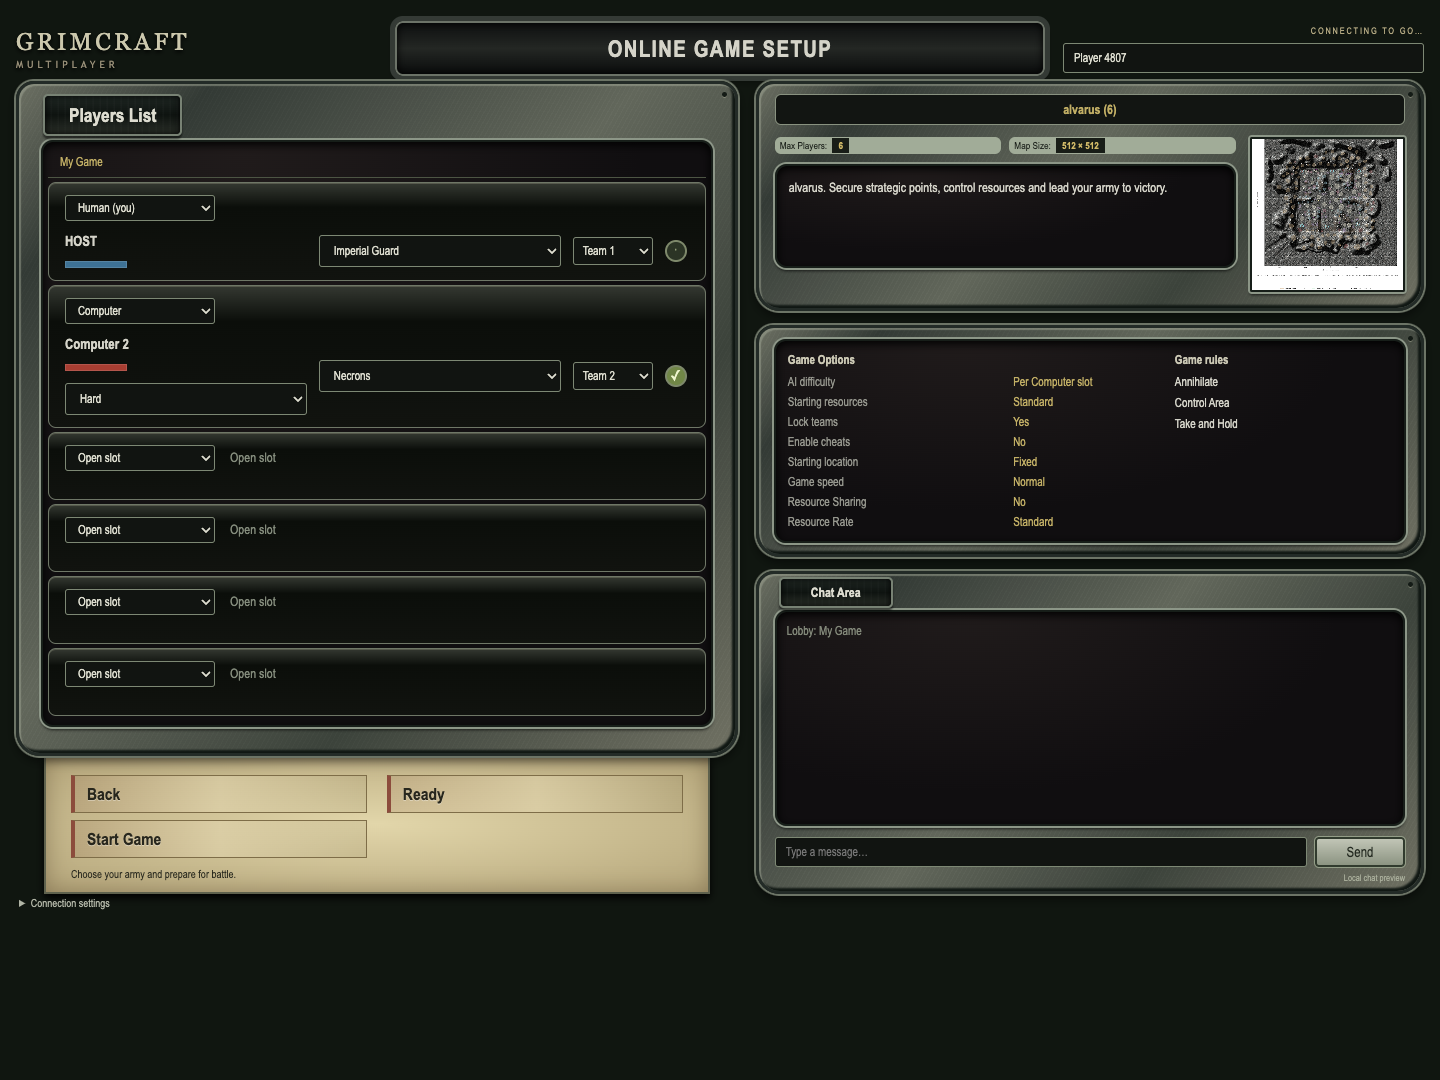 GRIMCRAFT
MULTIPLAYER
ONLINE GAME SETUP
CONNECTING TO GO...
Player 4807
Players List
My Game
Human (you)
HOST
Imperial Guard
Team 1
Computer
Computer 2
Necrons
Team 2
Hard
Open slot
Open slot
Open slot
Open slot
Open slot
Open slot
Open slot
Open slot
Back
Ready
Start Game
Choose your army and prepare for battle.
Connection settings
alvarus (6)
Max Players: 6
Map Size: 512 × 512
alvarus. Secure strategic points, control resources and lead your army to victory.
Game Options
AI difficulty Per Computer slot
Starting resources Standard
Lock teams Yes
Enable cheats No
Starting location Fixed
Game speed Normal
Resource Sharing No
Resource Rate Standard
Game rules
Annihilate
Control Area
Take and Hold
Chat Area
Lobby: My Game
Type a message...
Send
Local chat preview